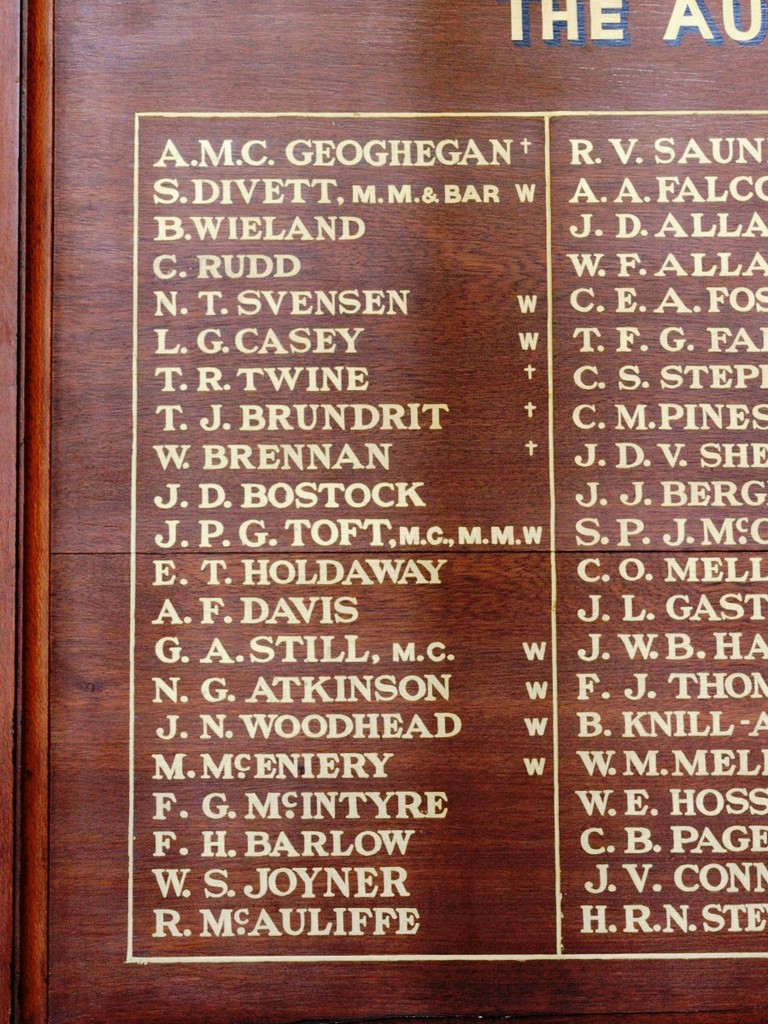 THE AU
A.M.C. GEOGHEGAN †
S. DIVETT, M.M. & BAR W
B. WIELAND
C. RUDD
N. T. SVENSEN W
L. G. CASEY W
T. R. TWINE †
T. J. BRUNDRIT †
W. BRENNAN †
J. D. BOSTOCK
J. P. G. TOFT, M.C., M.M. W
E. T. HOLDAWAY
A. F. DAVIS
G. A. STILL, M.C. W
N. G. ATKINSON W
J. N. WOODHEAD W
M. McENIERY W
F. G. McINTYRE
F. H. BARLOW
W. S. JOYNER
R. McAULIFFE
R. V. SAUN
A. A. FALCO
J. D. ALLA
W. F. ALLA
C. E. A. FOS
T. F. G. FAI
C. S. STEP
C. M. PINES
J. D. V. SHE
J. J. BERG
S. P. J. McC
C. O. MELL
J. L. GAST
J. W. B. HA
F. J. THOM
B. KNILL-A
W. M. MELL
W. E. HOSS
C. B. PAGE
J. V. CONN
H. R. N. STE